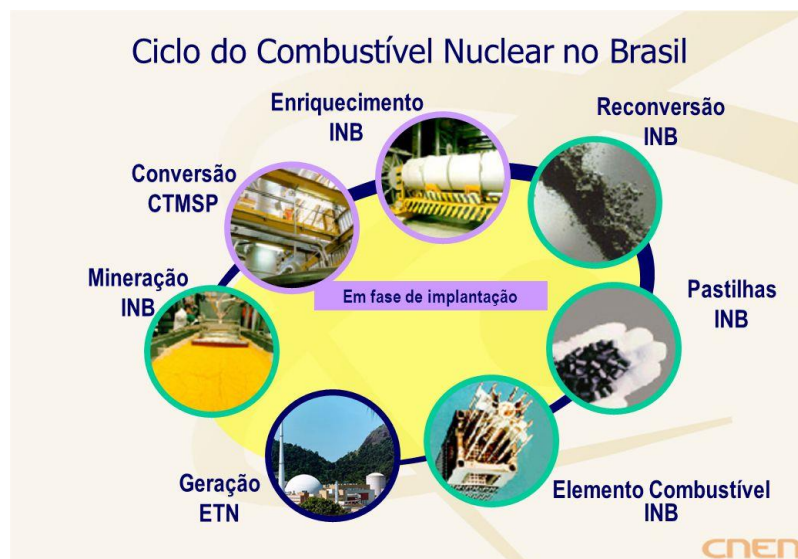 Ciclo do Combustível Nuclear no Brasil
Enriquecimento
INB
Reconversão
INB
Conversão
CTMSP
Mineração
INB
Em fase de implantação
Pastilhas
INB
Geração
ETN
Elemento Combustível
INB
CNEN